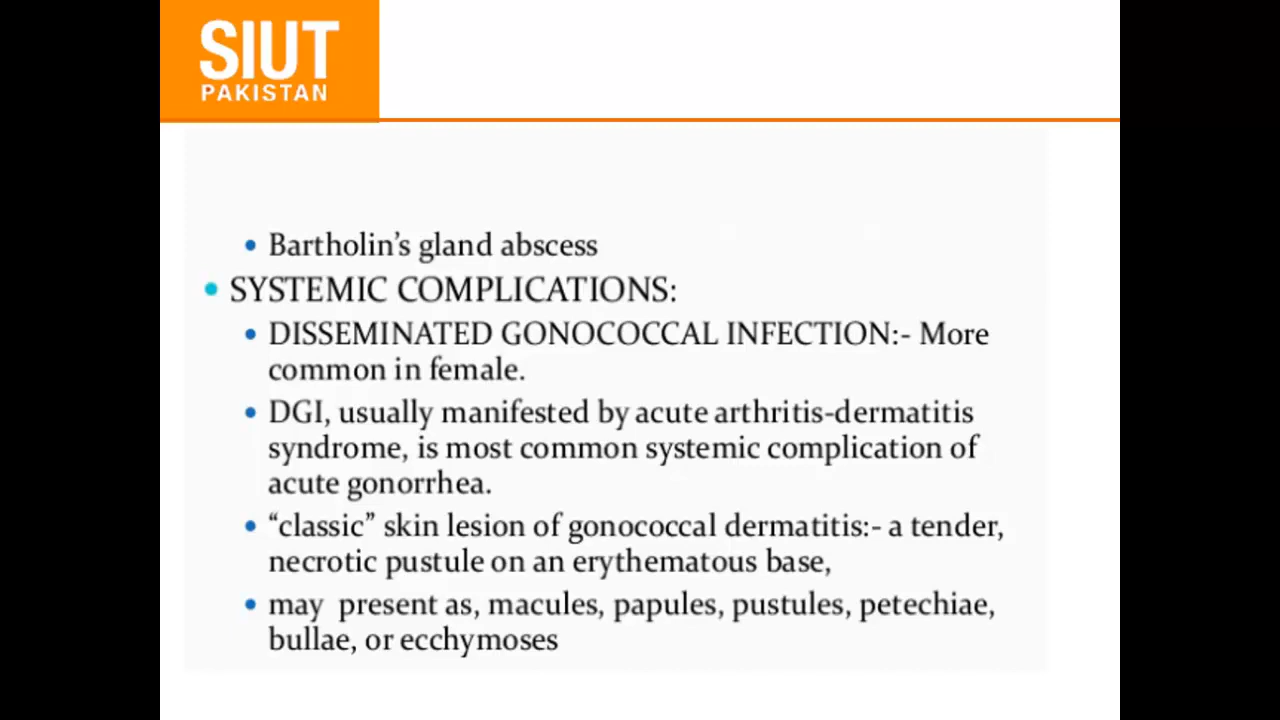 SIUT
PAKISTAN
• Bartholin’s gland abscess
• SYSTEMIC COMPLICATIONS:
• DISSEMINATED GONOCOCCAL INFECTION:- More
common in female.
• DGI, usually manifested by acute arthritis-dermatitis
syndrome, is most common systemic complication of
acute gonorrhea.
• “classic” skin lesion of gonococcal dermatitis:- a tender,
necrotic pustule on an erythematous base,
• may present as, macules, papules, pustules, petechiae,
bullae, or ecchymoses